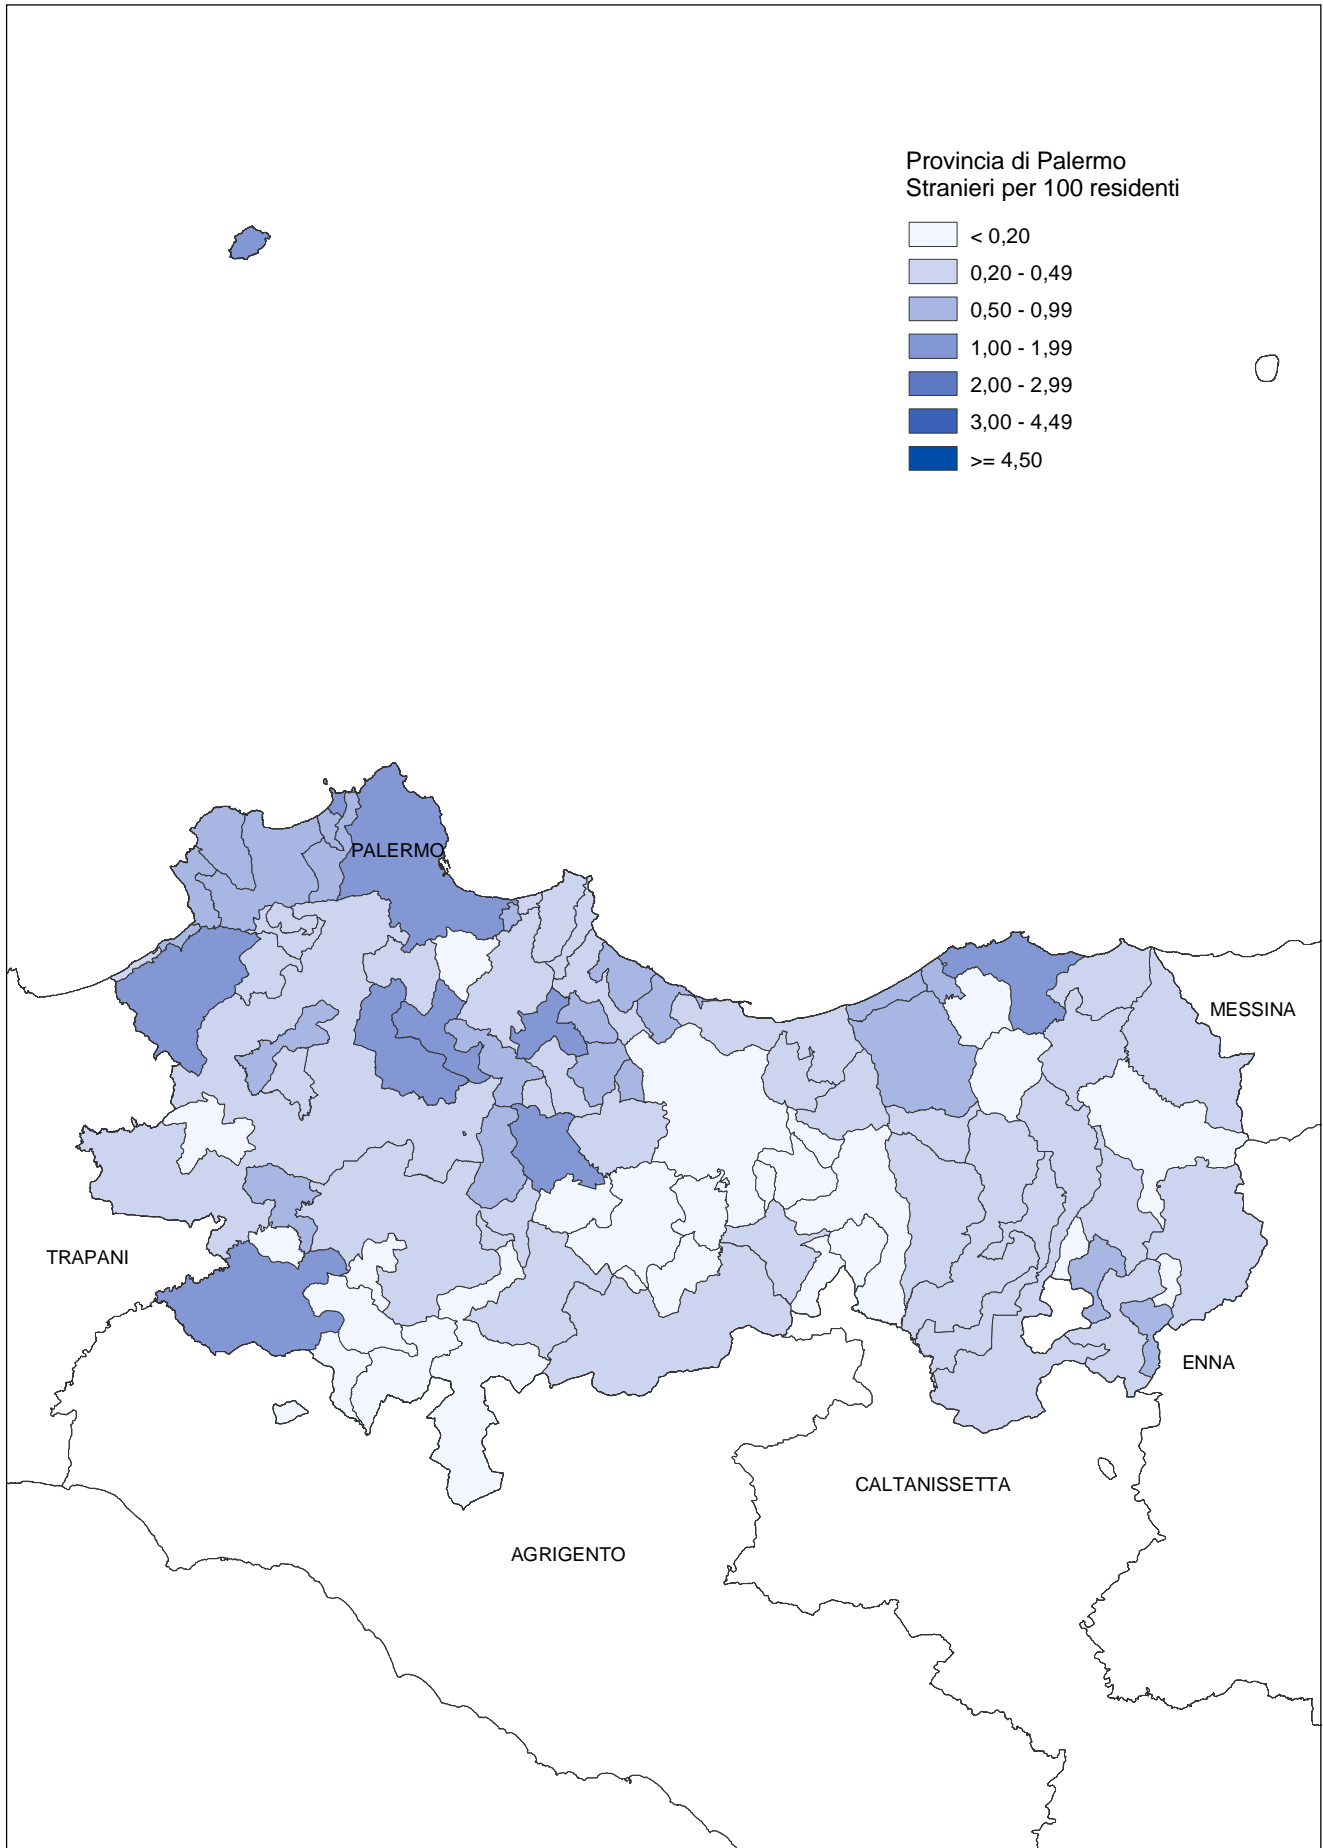 Provincia di Palermo
Stranieri per 100 residenti
< 0,20
0,20 - 0,49
0,50 - 0,99
1,00 - 1,99
2,00 - 2,99
3,00 - 4,49
>= 4,50
PALERMO
MESSINA
TRAPANI
ENNA
CALTANISSETTA
AGRIGENTO